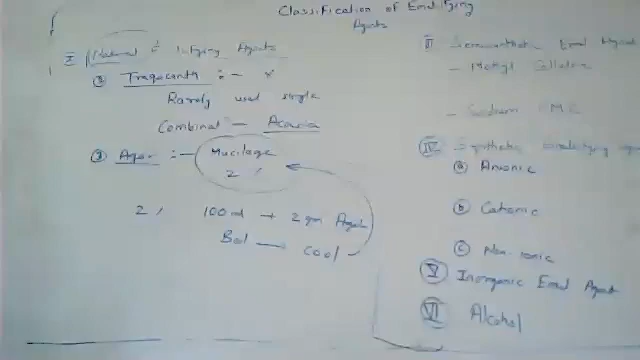 Classification of Emulsifying
Agents
I Natural Emulsifying Agents
Tragacanth :- x
Rarely used single
Combinat - Acacia
Agar :- Mucilage
2 %
2 % 100 ml → 2 gm Agar
Boil → Cool
III Semisynthetic Emul Agent
- Methyl Cellulose
- Sodium CMC
IV Synthetic emulsifying agent
a Anionic
b Cationic
c Non-ionic
V Inorganic Emul Agent
VI Alcohol